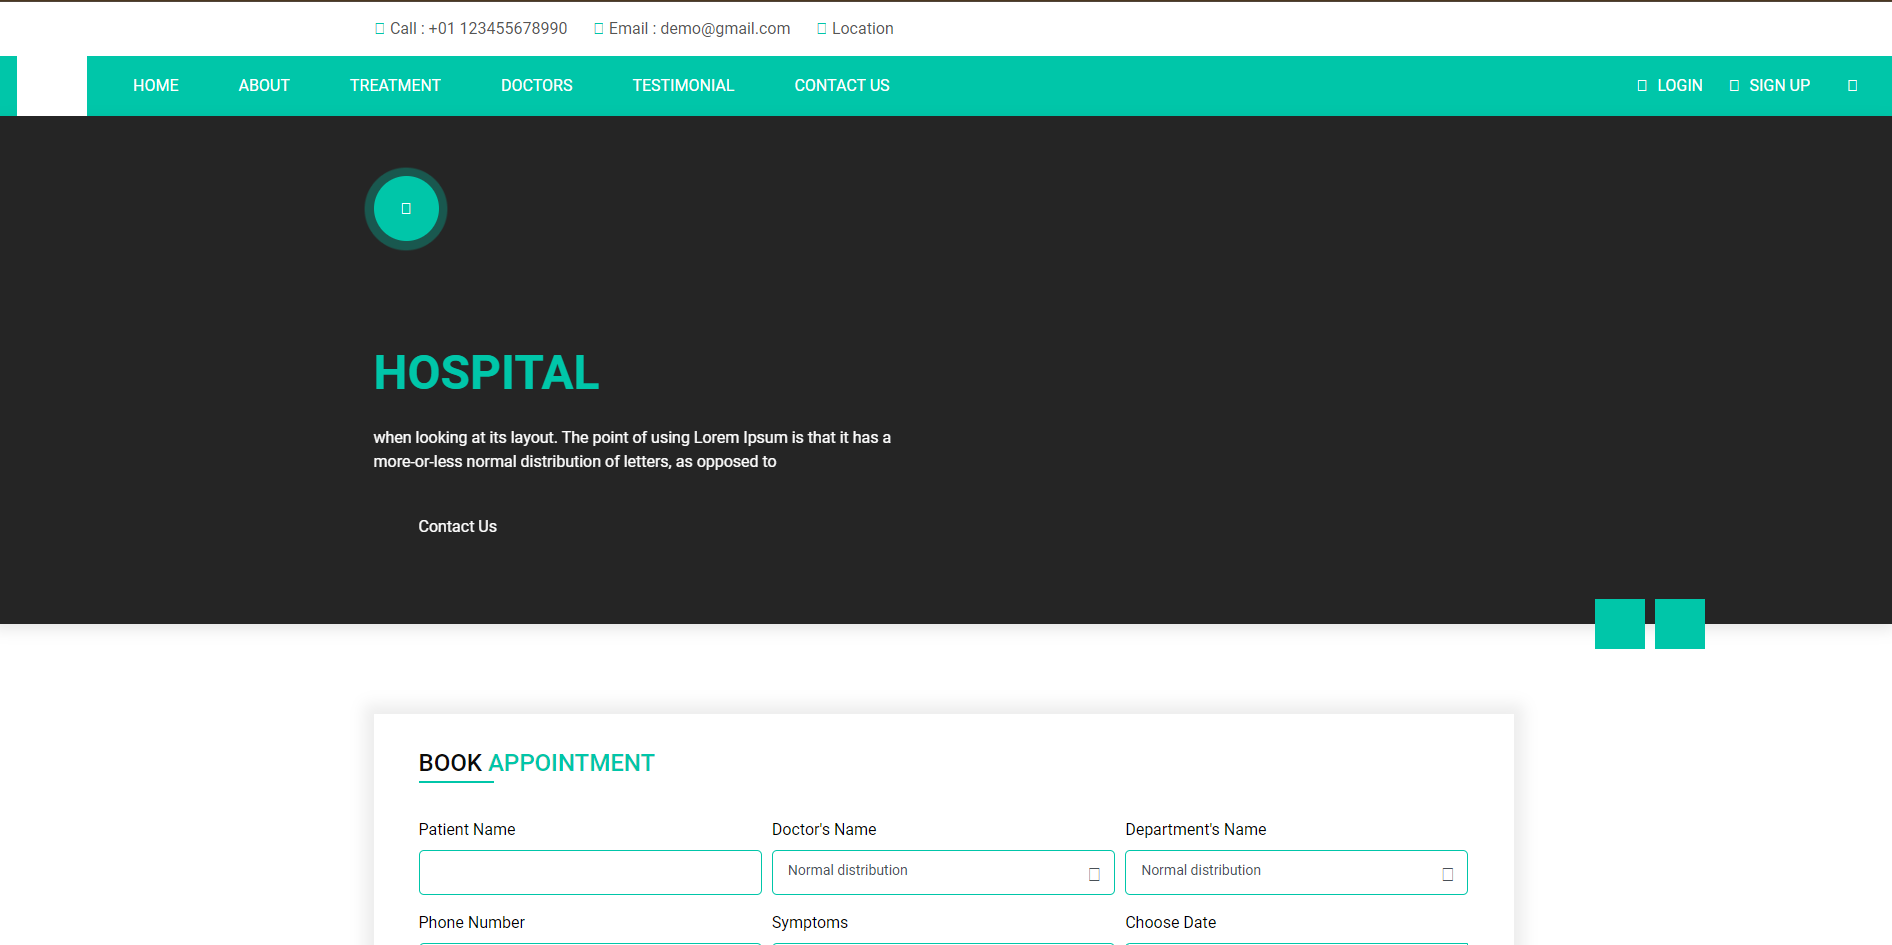 Call : +01 123455678990 Email : demo@gmail.com Location
HOME ABOUT TREATMENT DOCTORS TESTIMONIAL CONTACT US LOGIN SIGN UP
HOSPITAL
when looking at its layout. The point of using Lorem Ipsum is that it has a
more-or-less normal distribution of letters, as opposed to
Contact Us
BOOK APPOINTMENT
Patient Name Doctor's Name Department's Name
Normal distribution Normal distribution
Phone Number Symptoms Choose Date